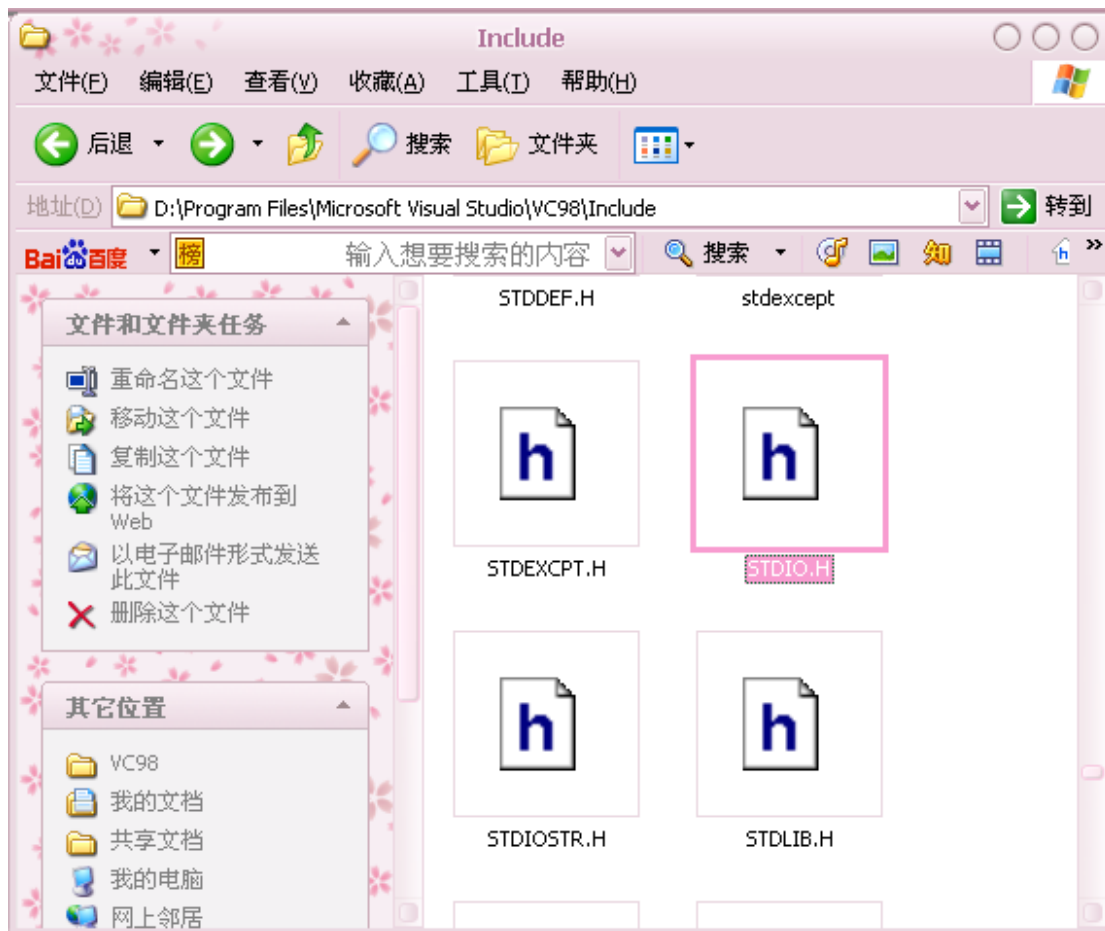 Include
文件(F) 编辑(E) 查看(V) 收藏(A) 工具(T) 帮助(H)
后退 搜索 文件夹
地址(D) D:\Program Files\Microsoft Visual Studio\VC98\Include 转到
Bai du 百度 榜 输入想要搜索的内容 搜索 知 h »
文件和文件夹任务
重命名这个文件
移动这个文件
复制这个文件
将这个文件发布到
Web
以电子邮件形式发送
此文件
删除这个文件
其它位置
VC98
我的文档
共享文档
我的电脑
网上邻居
STDDEF.H stdexcept
h h
STDEXCPT.H STDIO.H
h h
STDIOSTR.H STDLIB.H